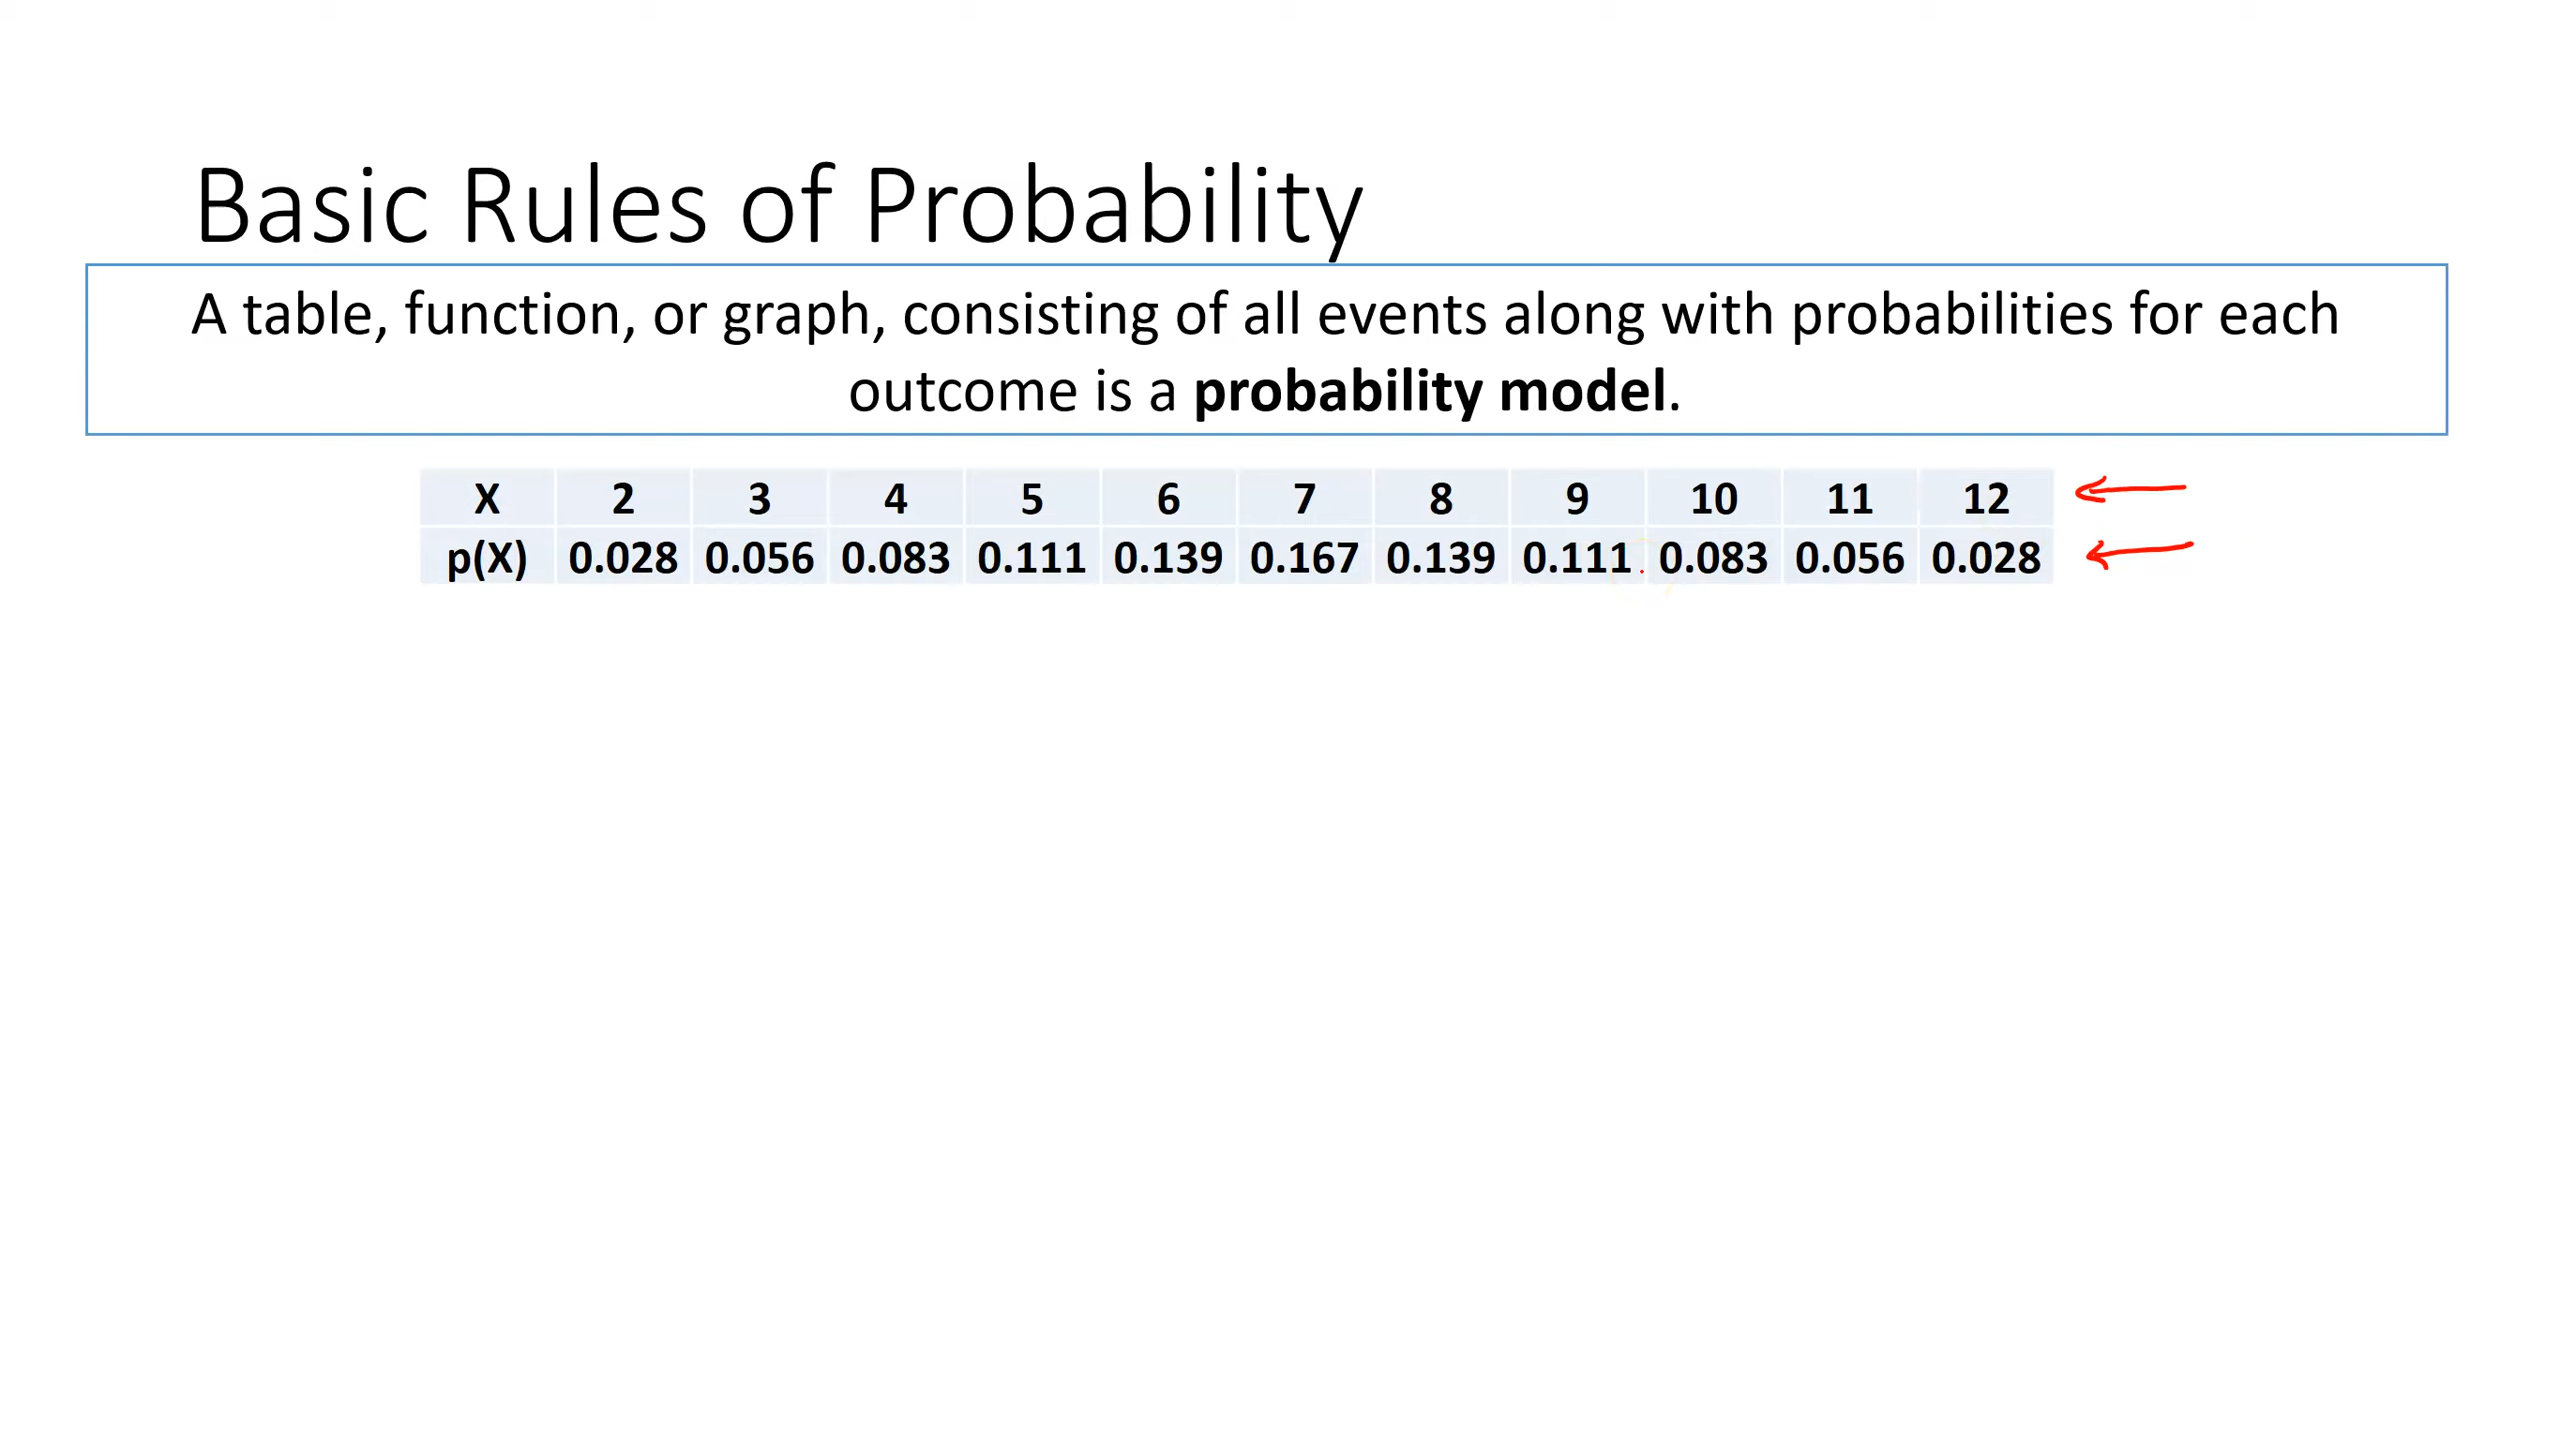 Basic Rules of Probability
A table, function, or graph, consisting of all events along with probabilities for each
outcome is a probability model.
X 2 3 4 5 6 7 8 9 10 11 12
p(X) 0.028 0.056 0.083 0.111 0.139 0.167 0.139 0.111 0.083 0.056 0.028